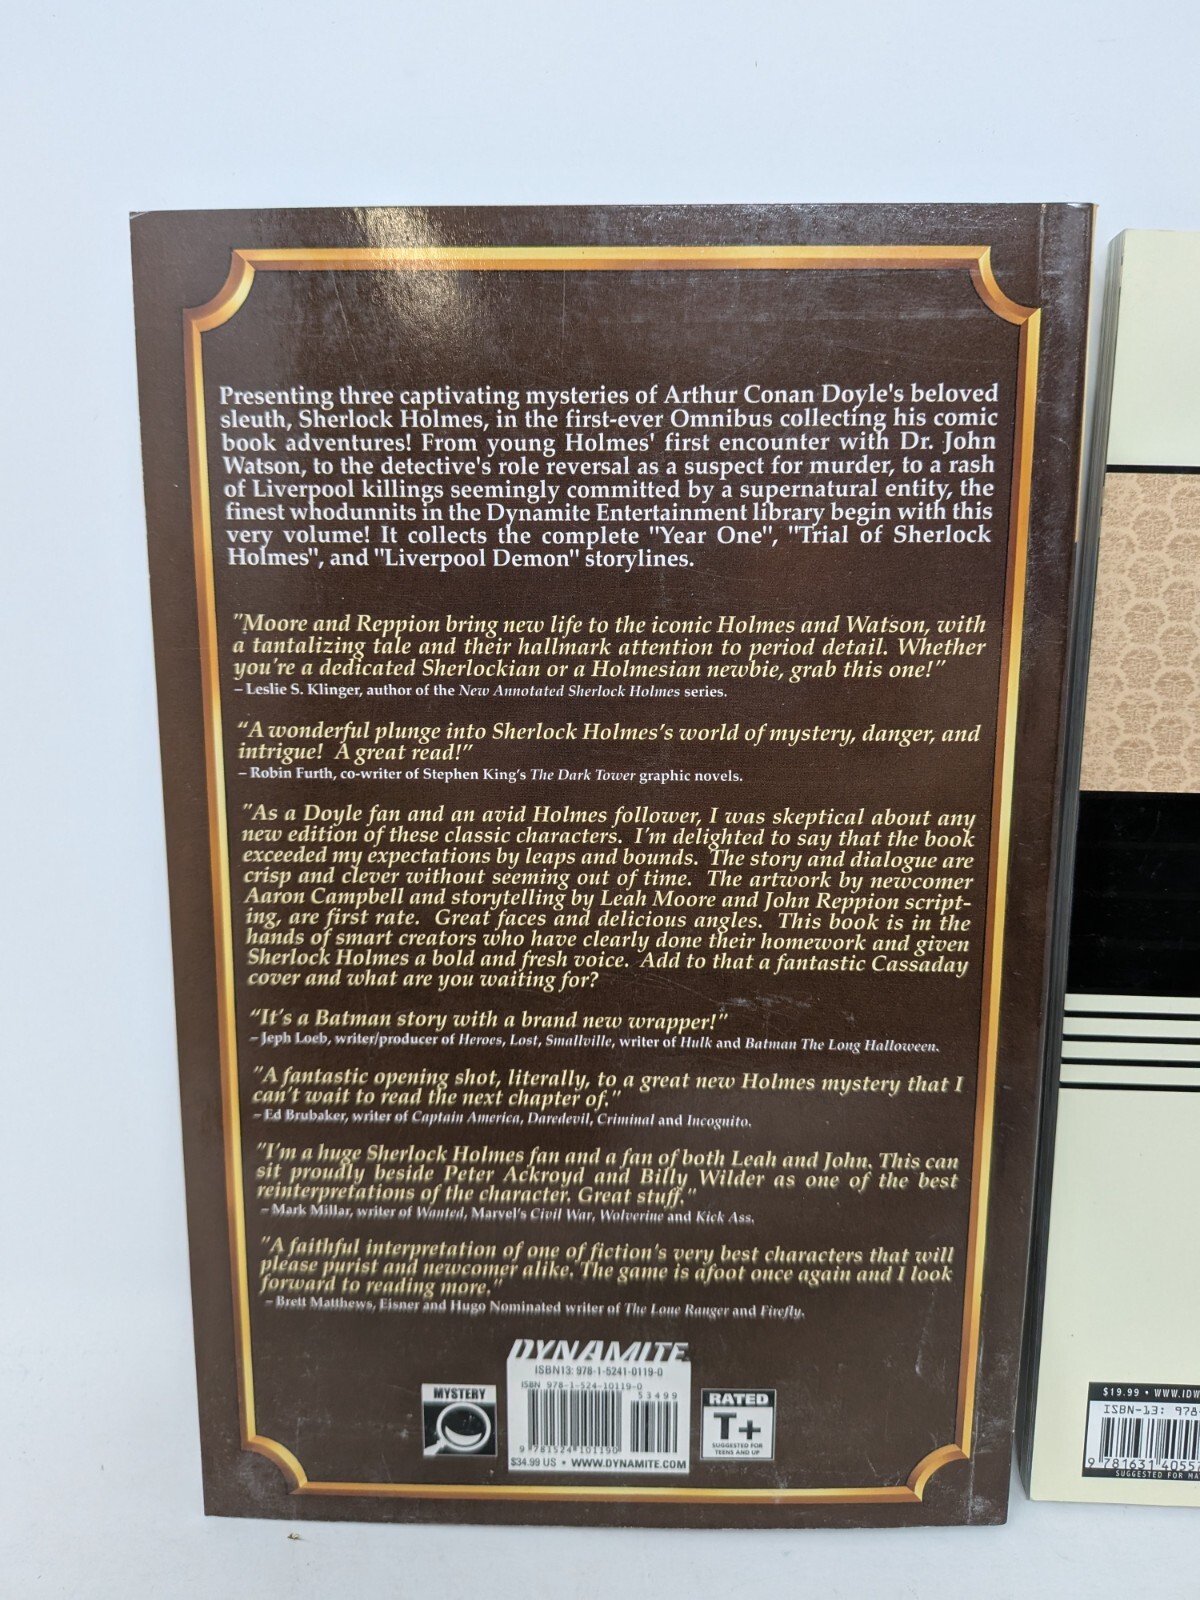 Presenting three captivating mysteries of Arthur Conan Doyle's beloved
sleuth, Sherlock Holmes, in the first-ever Omnibus collecting his comic
book adventures! From young Holmes' first encounter with Dr. John
Watson, to the detective's role reversal as a suspect for murder, to a rash
of Liverpool killings seemingly committed by a supernatural entity, the
finest whodunnits in the Dynamite Entertainment library begin with this
very volume! It collects the complete "Year One", "Trial of Sherlock
Holmes", and "Liverpool Demon" storylines.
"Moore and Reppion bring new life to the iconic Holmes and Watson, with
a tantalizing tale and their hallmark attention to period detail. Whether
you're a dedicated Sherlockian or a Holmesian newbie, grab this one!"
– Leslie S. Klinger, author of the New Annotated Sherlock Holmes series.
"A wonderful plunge into Sherlock Holmes's world of mystery, danger, and
intrigue! A great read!"
– Robin Furth, co-writer of Stephen King's The Dark Tower graphic novels.
"As a Doyle fan and an avid Holmes follower, I was skeptical about any
new edition of these classic characters. I'm delighted to say that the book
exceeded my expectations by leaps and bounds. The story and dialogue are
crisp and clever without seeming out of time. The artwork by newcomer
Aaron Campbell and storytelling by Leah Moore and John Reppion script-
ing, are first rate. Great faces and delicious angles. This book is in the
hands of smart creators who have clearly done their homework and given
Sherlock Holmes a bold and fresh voice. Add to that a fantastic Cassaday
cover and what are you waiting for?
"It's a Batman story with a brand new wrapper!"
– Jeph Loeb, writer/producer of Heroes, Lost, Smallville, writer of Hulk and Batman The Long Halloween.
"A fantastic opening shot, literally, to a great new Holmes mystery that I
can't wait to read the next chapter of."
– Ed Brubaker, writer of Captain America, Daredevil, Criminal and Incognito.
"I'm a huge Sherlock Holmes fan and a fan of both Leah and John. This can
sit proudly beside Peter Ackroyd and Billy Wilder as one of the best
reinterpretations of the character. Great stuff."
– Mark Millar, writer of Wanted, Marvel's Civil War, Wolverine and Kick Ass.
"A faithful interpretation of one of fiction's very best characters that will
please purist and newcomer alike. The game is afoot once again and I look
forward to reading more."
– Brett Matthews, Eisner and Hugo Nominated writer of The Lone Ranger and Firefly.
DYNAMITE
ISBN13: 978-1-5241-0119-0
ISBN 978-1-524-10119-0
53499
9 781524 101190
$34.99 US • WWW.DYNAMITE.COM
MYSTERY
RATED
T+
SUGGESTED FOR
TEENS AND UP
$19.99 • WWW.IDW
ISBN-13: 978-
9 781631 40557
SUGGESTED FOR MA